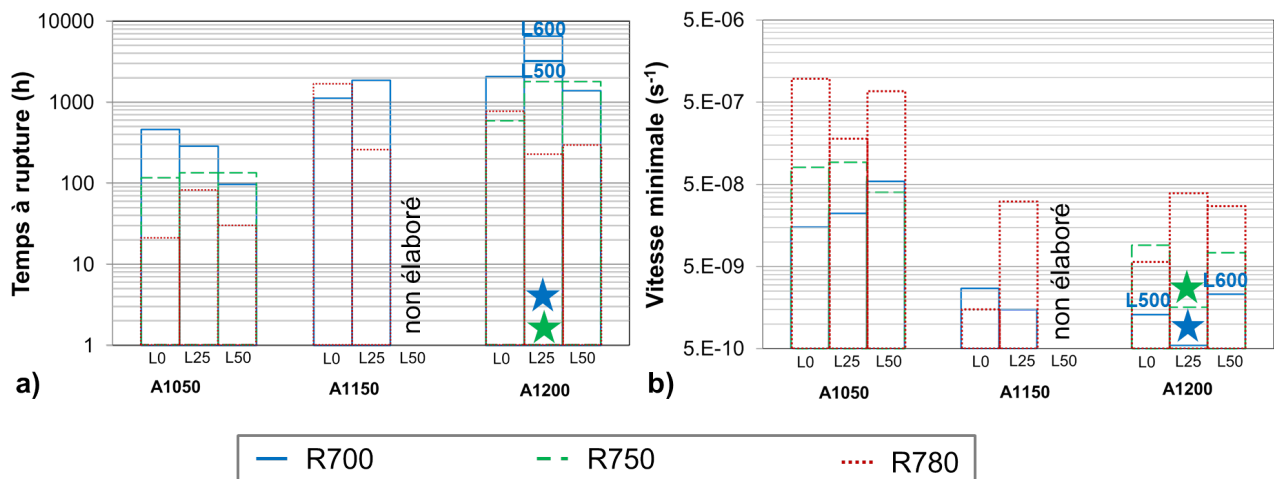 Temps à rupture (h)
10000
1000
100
10
1
L600
L500
non élaboré
L0 L25 L50
L0 L25 L50
L0 L25 L50
A1050
A1150
A1200
a)
Vitesse minimale (s-1)
5.E-06
5.E-07
5.E-08
5.E-09
5.E-10
non élaboré
L500
L600
L0 L25 L50
L0 L25 L50
L0 L25 L50
A1050
A1150
A1200
b)
R700 R750 R780